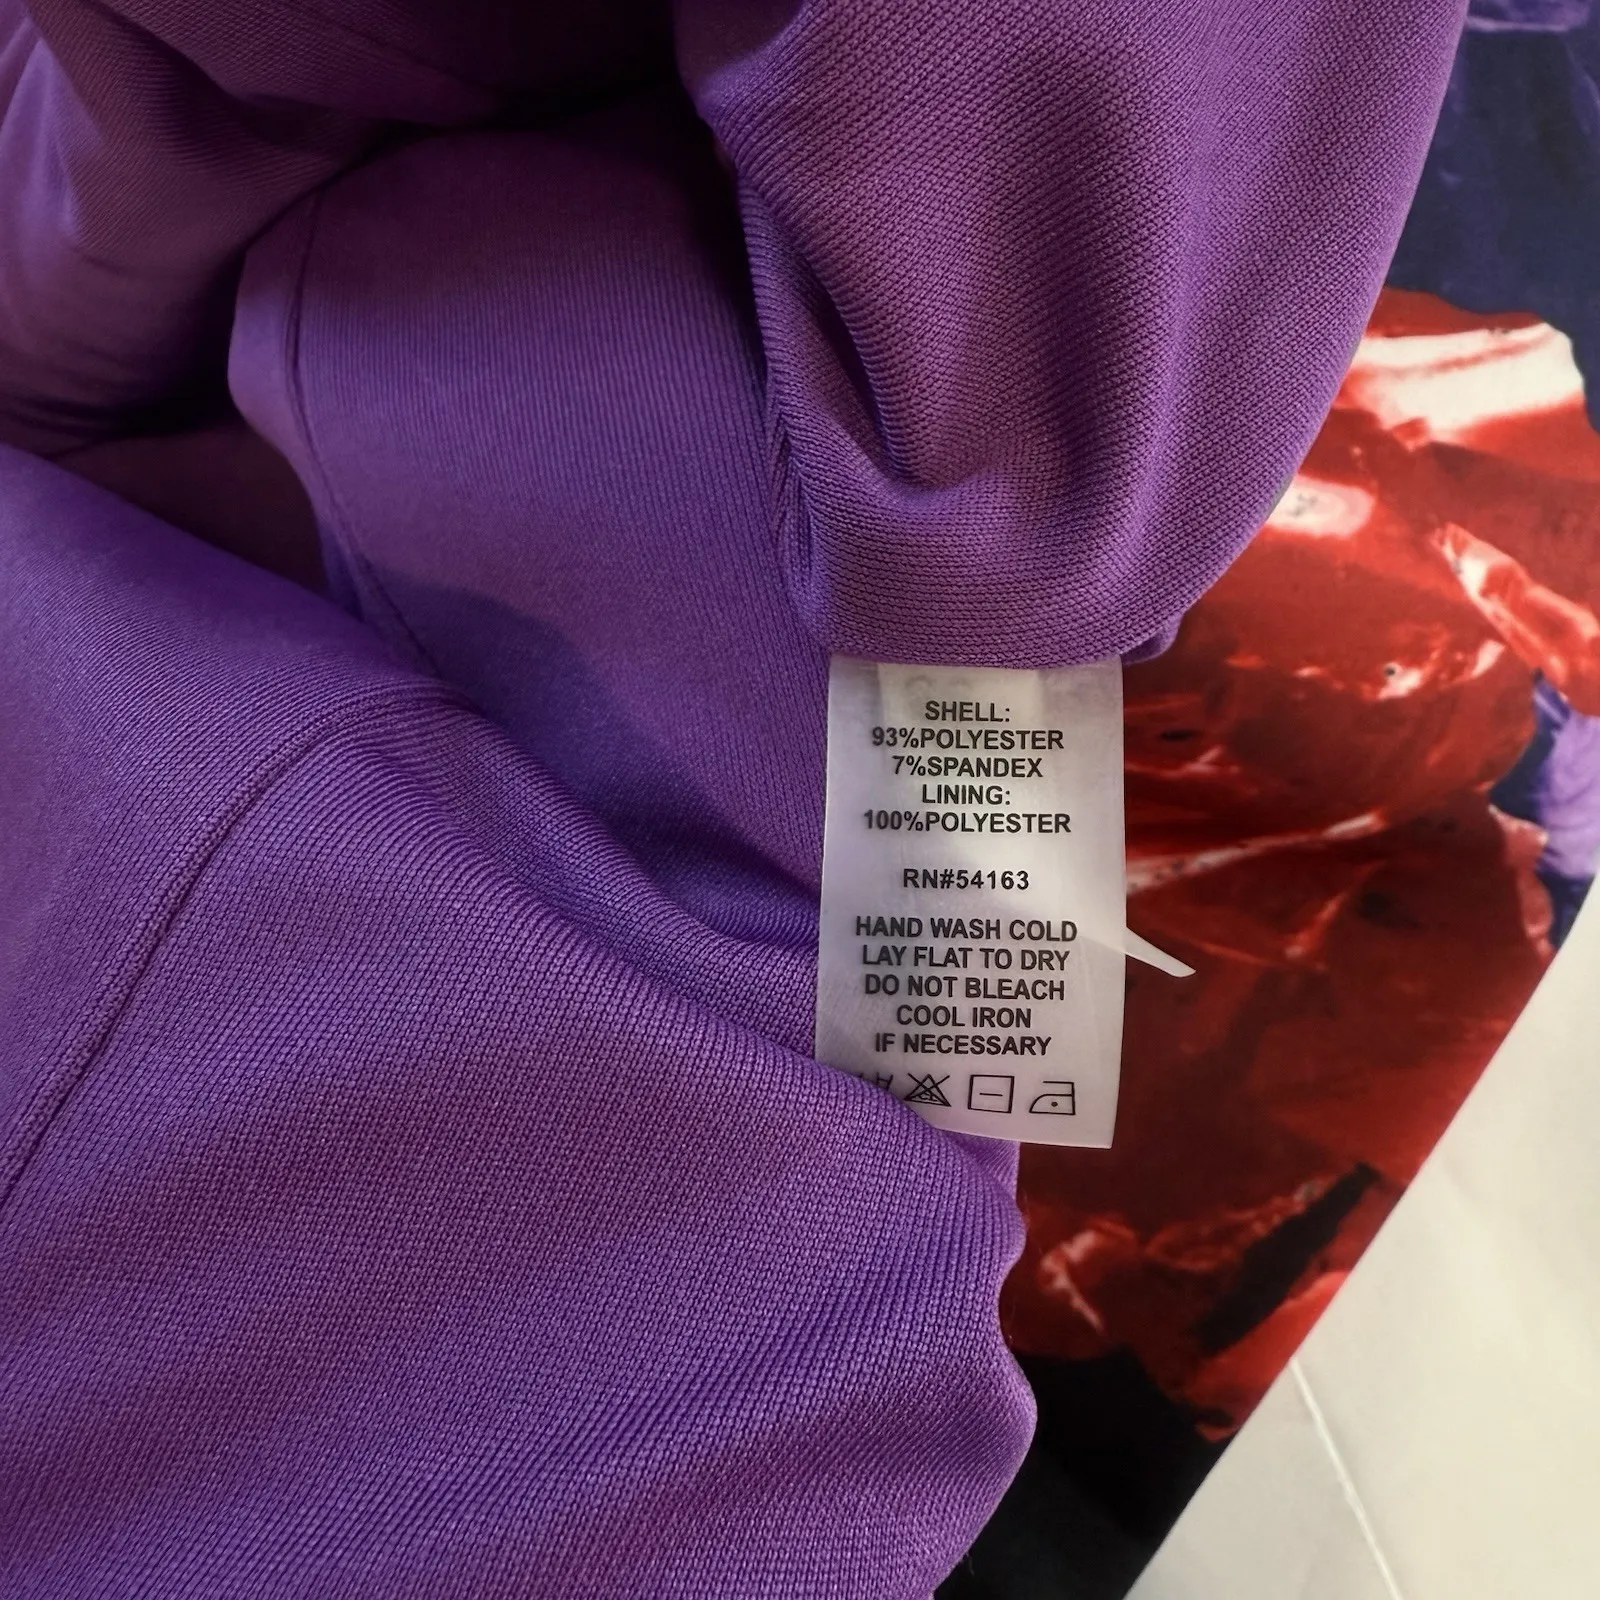 SHELL:
93%POLYESTER
7%SPANDEX
LINING:
100%POLYESTER
RN#54163
HAND WASH COLD
LAY FLAT TO DRY
DO NOT BLEACH
COOL IRON
IF NECESSARY